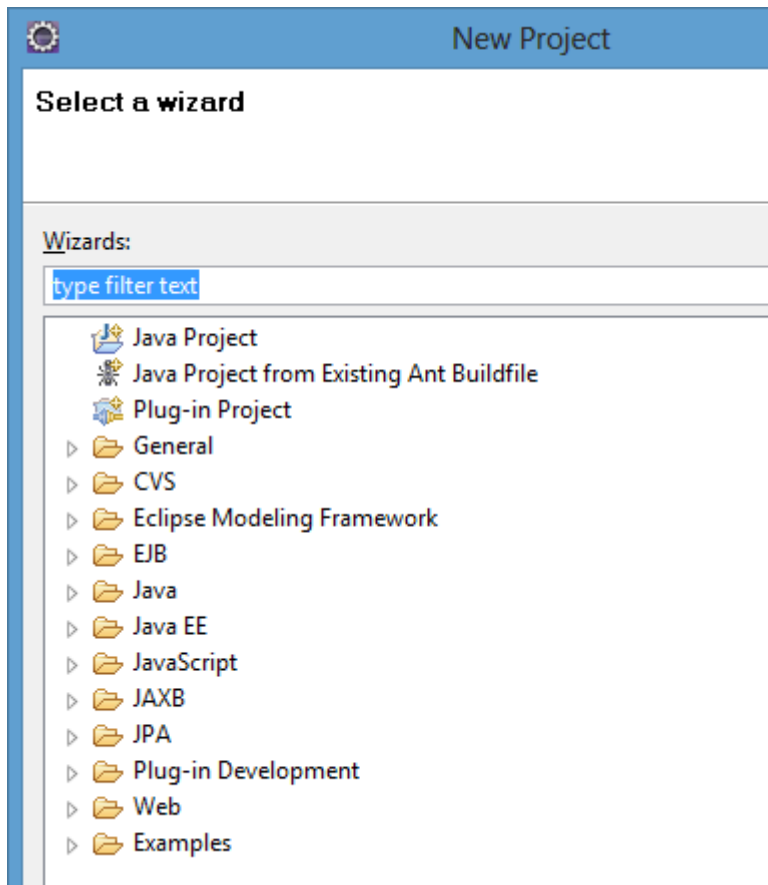 New Project
Select a wizard
Wizards:
type filter text
Java Project
Java Project from Existing Ant Buildfile
Plug-in Project
General
CVS
Eclipse Modeling Framework
EJB
Java
Java EE
JavaScript
JAXB
JPA
Plug-in Development
Web
Examples